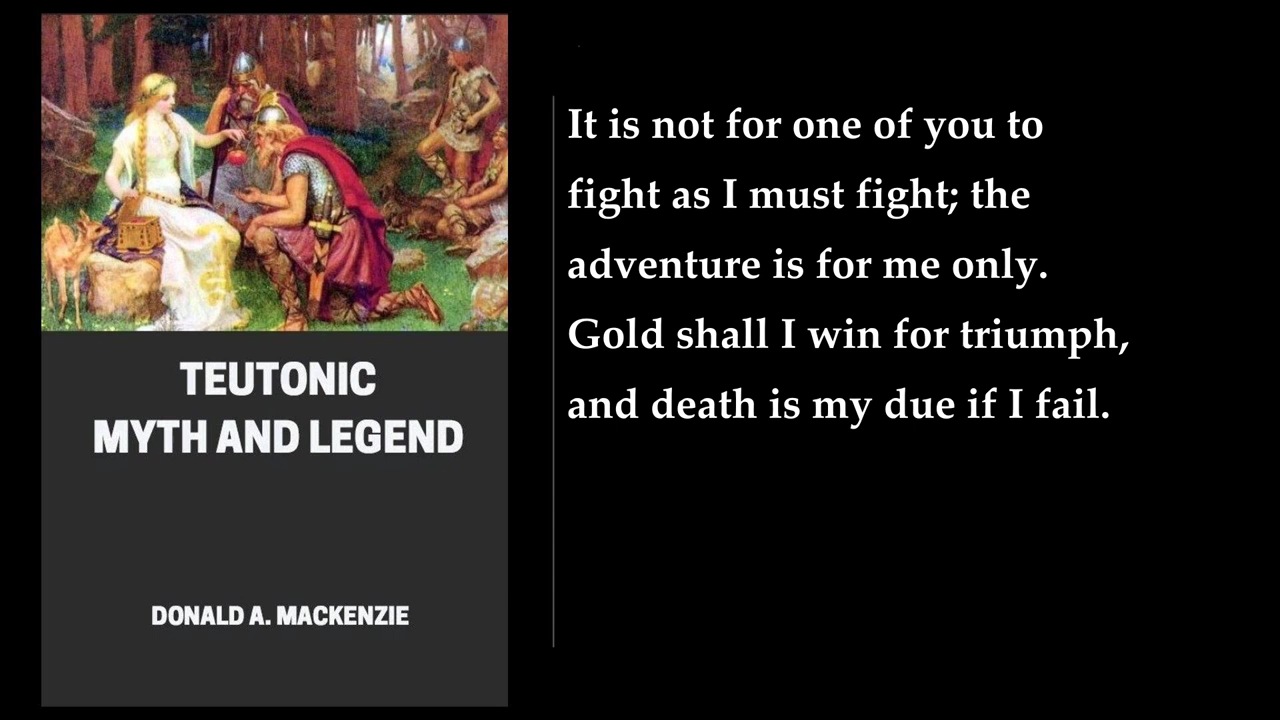 TEUTONIC
MYTH AND LEGEND
DONALD A. MACKENZIE
It is not for one of you to
fight as I must fight; the
adventure is for me only.
Gold shall I win for triumph,
and death is my due if I fail.